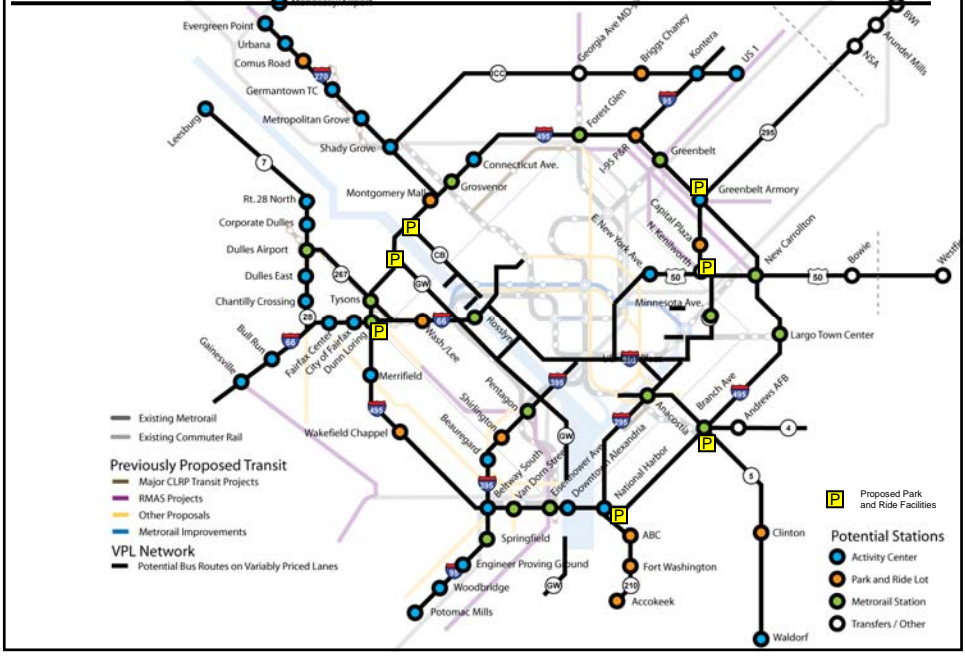 Evergreen Point
Urbana
Comus Road
270
Germantown TC
Metropolitan Grove
Shady Grove
ICC
Georgia Ave MD-
Briggs Chaney
Kontera
US 1
BWI
Arundel Mills
NSA
295
95
Forest Glen
495
I-95 P&R
Greenbelt
Connecticut Ave.
Grosvenor
Montgomery Mall
Leesburg
7
Rt. 28 North
Corporate Dulles
Dulles Airport
Dulles East
Chantilly Crossing
28
267
Tysons
P
P
P
P
P
P
P
CB
GW
Greenbelt Armory
Capital Plaza
N. Kenilworth
E New York Ave.
50
New Carrollton
50
Bowie
Westfi
Minnesota Ave.
Largo Town Center
Bull Run
66
Gainesville
Fairfax Center
City of Fairfax
Dunn Loring
Wash./Lee
66
Rosslyn
395
395
Merrifield
495
Wakefield Chappel
Pentagon
Shirlington
Beauregard
395
GW
295
Anacostia
Branch Ave
495
Andrews AFB
4
5
Beltway South
Van Dorn Street
Eisenhower Ave
Downtown Alexandria
National Harbor
Existing Metrorail
Existing Commuter Rail
Previously Proposed Transit
Major CLRP Transit Projects
RMAS Projects
Other Proposals
Metrorail Improvements
VPL Network
Potential Bus Routes on Variably Priced Lanes
Springfield
Engineer Proving Ground
95
Woodbridge
Potomac Mills
GW
ABC
Fort Washington
210
Accokeek
Clinton
Waldorf
P Proposed Park
and Ride Facilities
Potential Stations
Activity Center
Park and Ride Lot
Metrorail Station
Transfers / Other